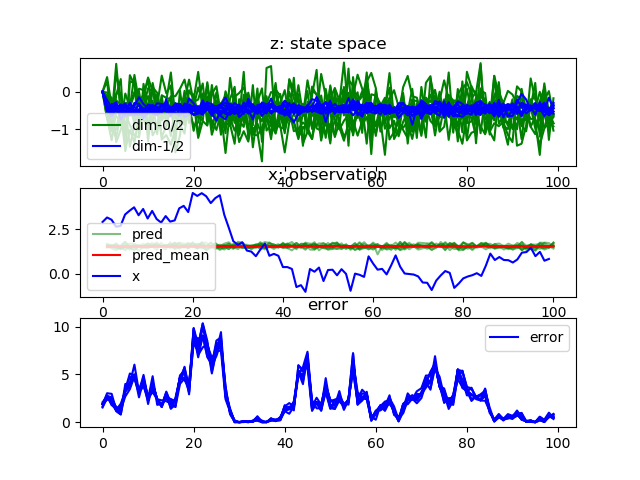 z: state space
0
−1
dim-0/2
dim-1/2
0 20 40 60 80 100
x: observation
2.5
0.0
pred
pred_mean
x
0 20 40 60 80 100
error
10
5
0
error
0 20 40 60 80 100